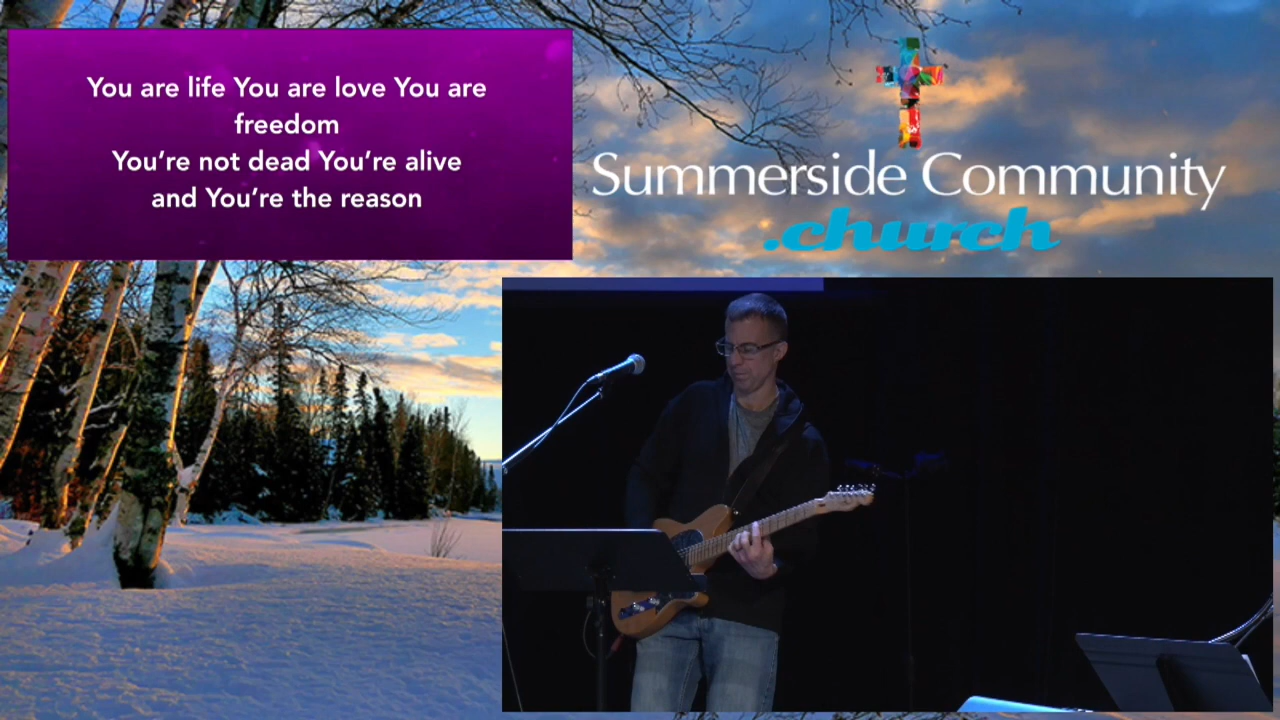 You are life You are love You are
freedom
You’re not dead You’re alive
and You’re the reason
Summerside Community
.church